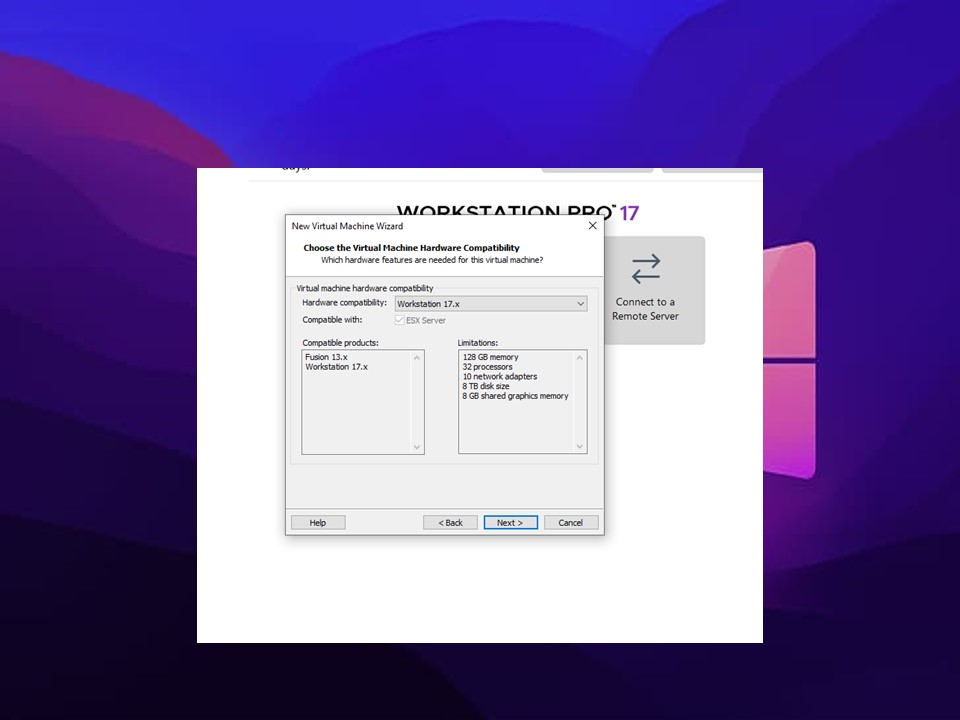 days.
WORKSTATION PRO™ 17
New Virtual Machine Wizard
Choose the Virtual Machine Hardware Compatibility
Which hardware features are needed for this virtual machine?
Virtual machine hardware compatibility
Hardware compatibility: Workstation 17.x
Compatible with: ESX Server
Compatible products:
Fusion 13.x
Workstation 17.x
Limitations:
128 GB memory
32 processors
10 network adapters
8 TB disk size
8 GB shared graphics memory
Connect to a
Remote Server
Help
< Back
Next >
Cancel